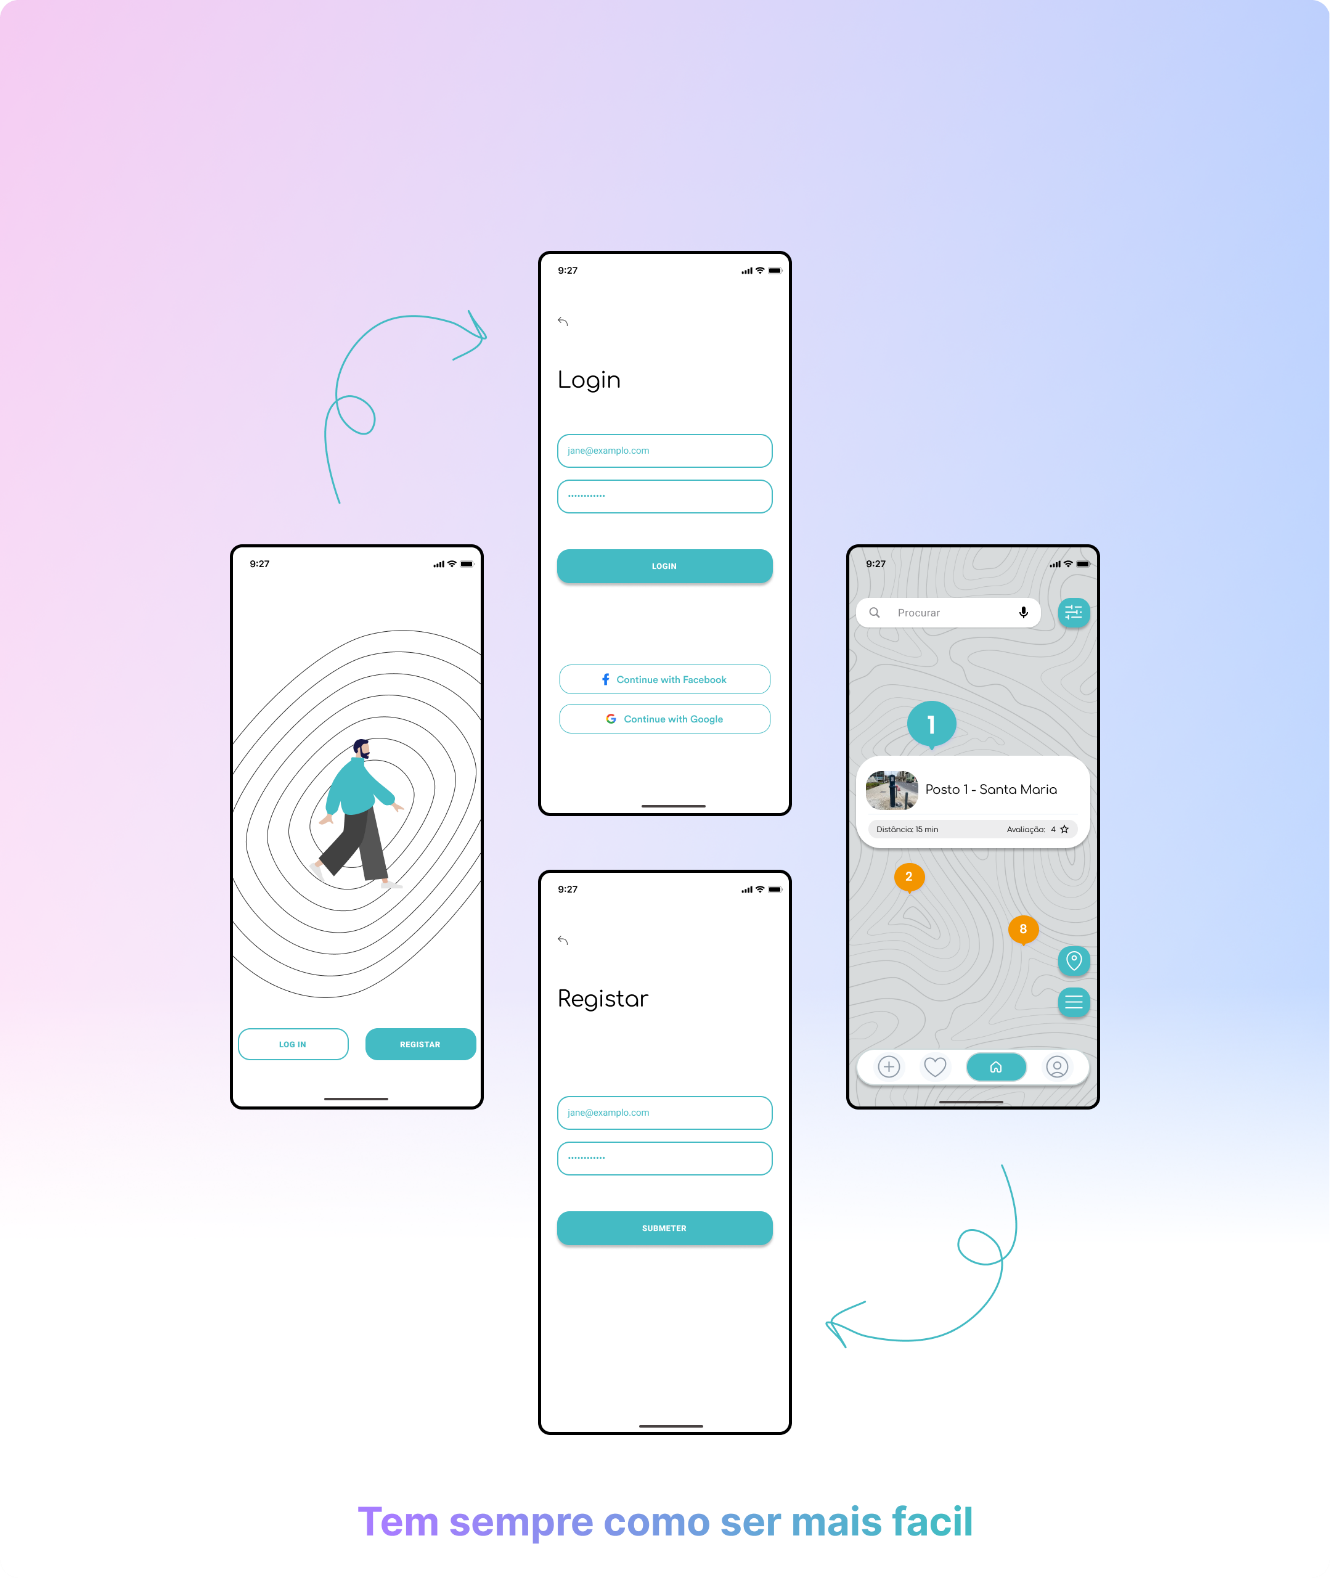 9:27
Login
jane@examplo.com
............
LOGIN
Continue with Facebook
Continue with Google
9:27
LOG IN
REGISTAR
9:27
Procurar
1
Posto 1 - Santa Maria
Distância: 15 min
Avaliação: 4
2
8
9:27
Registar
jane@examplo.com
............
SUBMETER
Tem sempre como ser mais facil